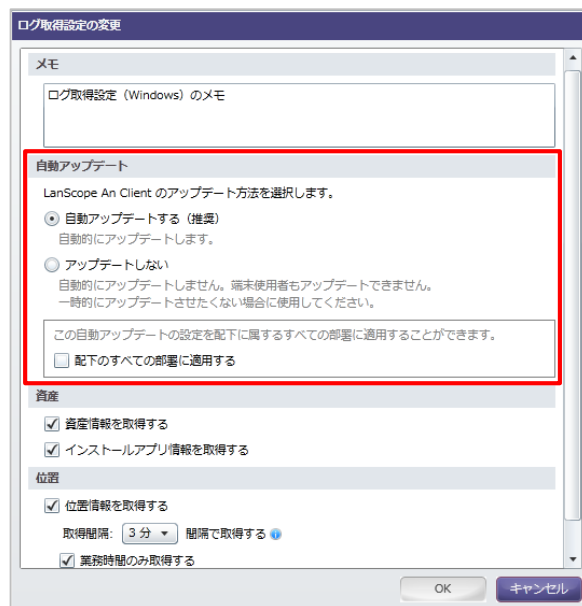 ログ取得設定の変更
メモ
ログ取得設定（Windows）のメモ
自動アップデート
LanScope An Client のアップデート方法を選択します。
自動アップデートする（推奨）
自動的にアップデートします。
アップデートしない
自動的にアップデートしません。端末使用者もアップデートできません。
一時的にアップデートさせたくない場合に使用してください。
この自動アップデートの設定を配下に属するすべての部署に適用することができます。
配下のすべての部署に適用する
資産
資産情報を取得する
インストールアプリ情報を取得する
位置
位置情報を取得する
取得間隔: 3分 間隔で取得する
業務時間のみ取得する
OK キャンセル